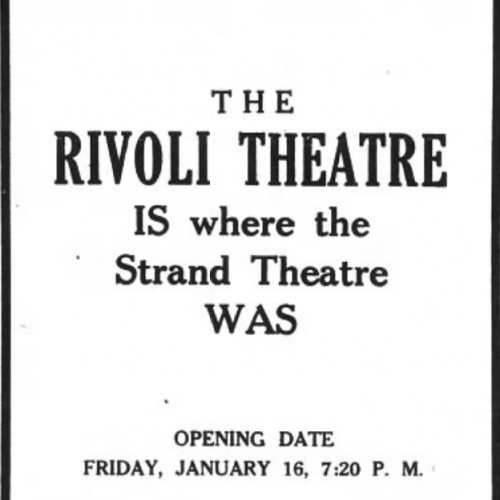 THE
RIVOLI THEATRE
IS where the
Strand Theatre
WAS
OPENING DATE
FRIDAY, JANUARY 16, 7:20 P. M.